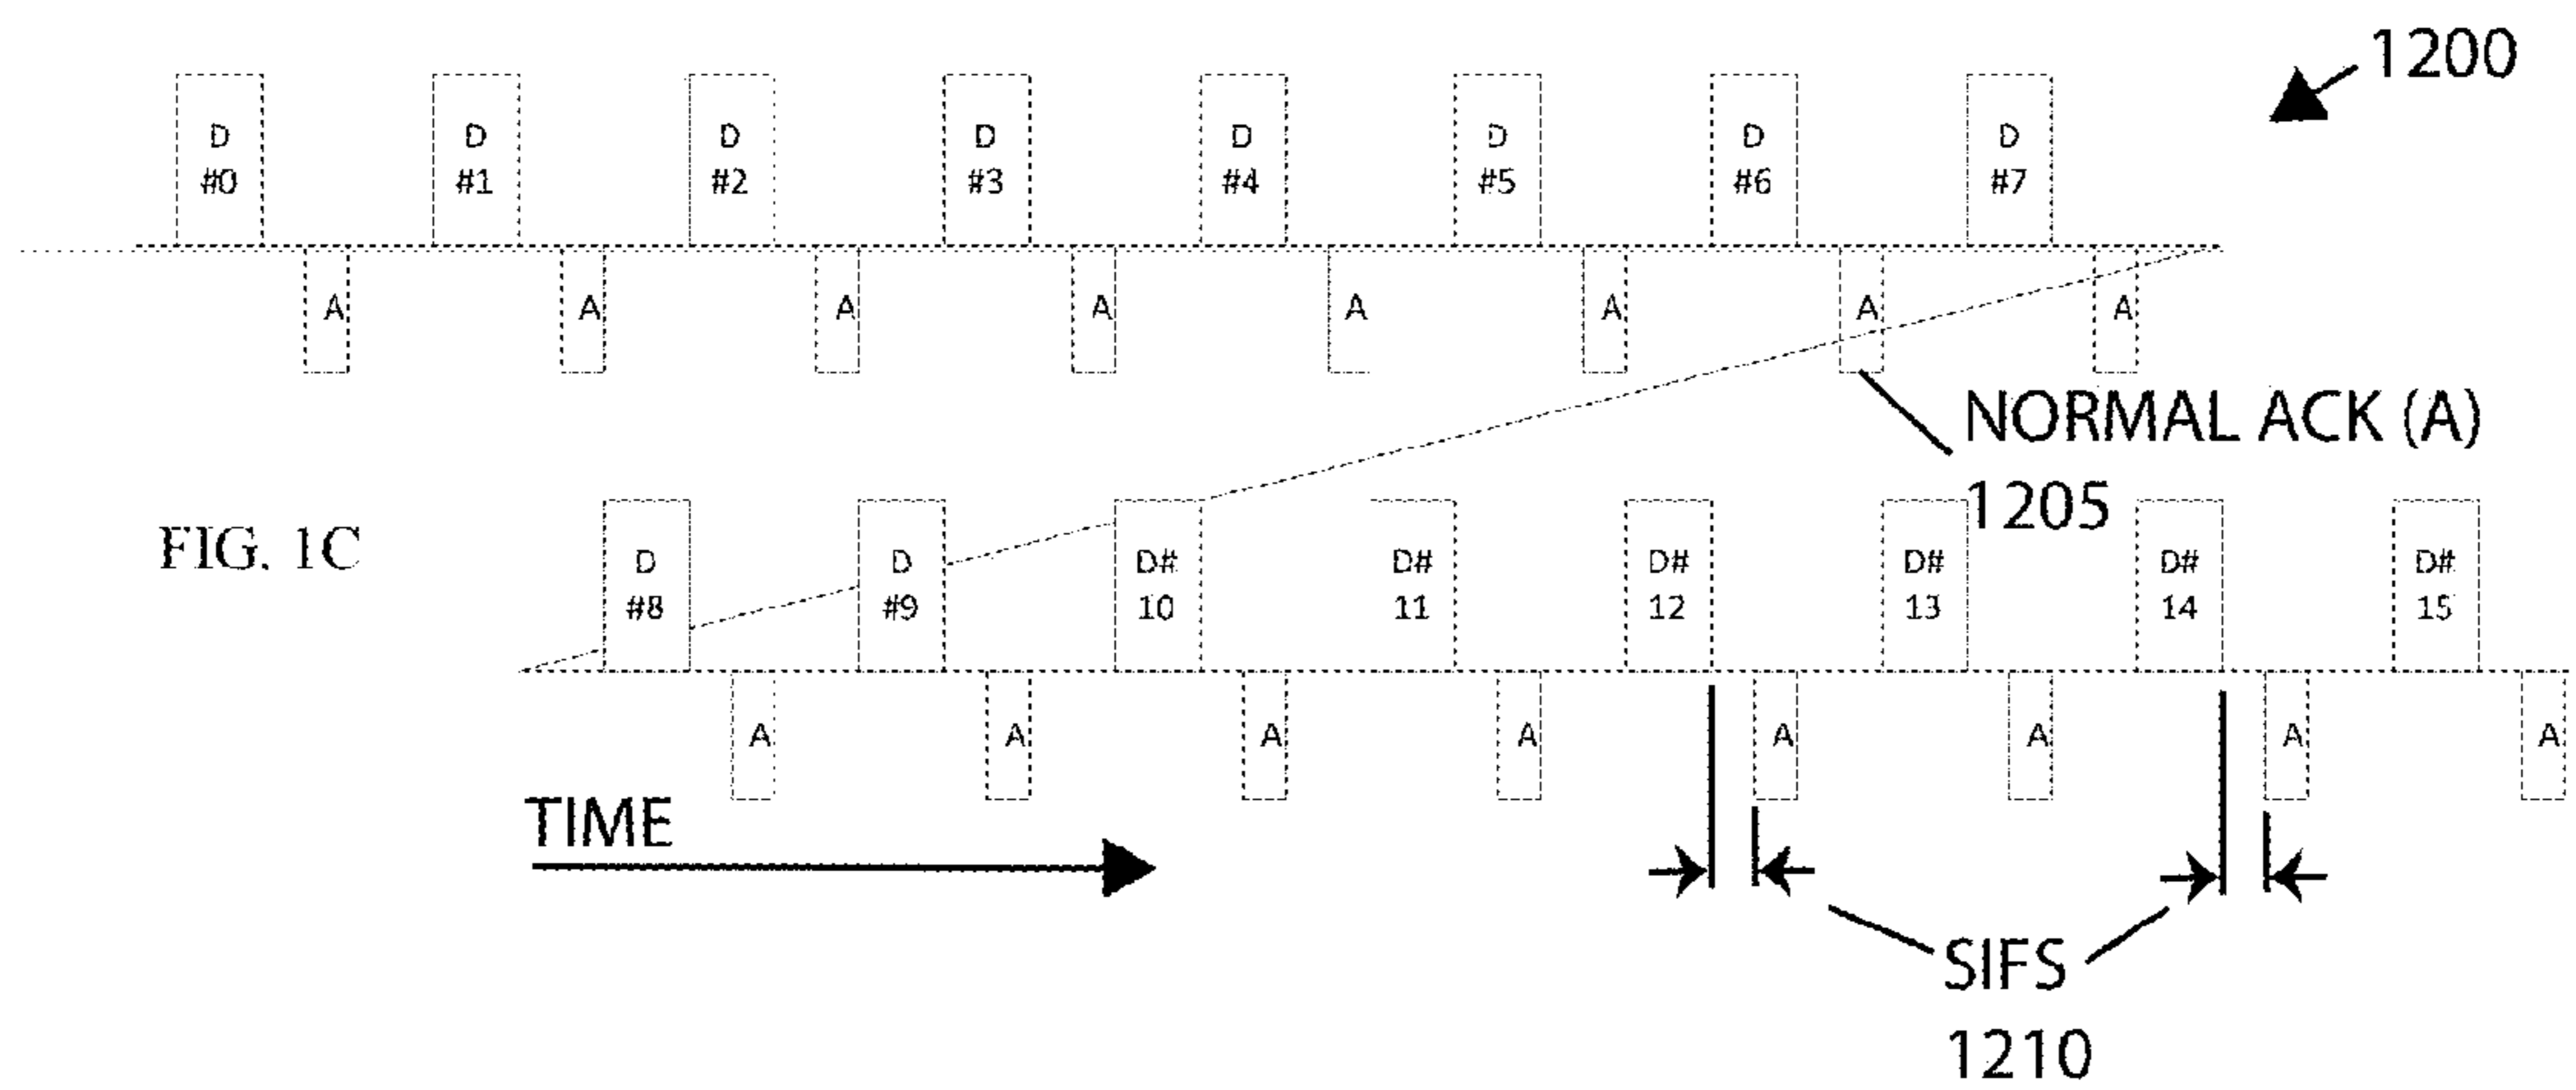 1200
D #0 D #1 D #2 D #3 D #4 D #5 D #6 D #7
A A A A A A A A
NORMAL ACK (A)
1205
FIG. 1C
D #8 D #9 D# 10 D# 11 D# 12 D# 13 D# 14 D# 15
A A A A A A A A
TIME
SIFS
1210